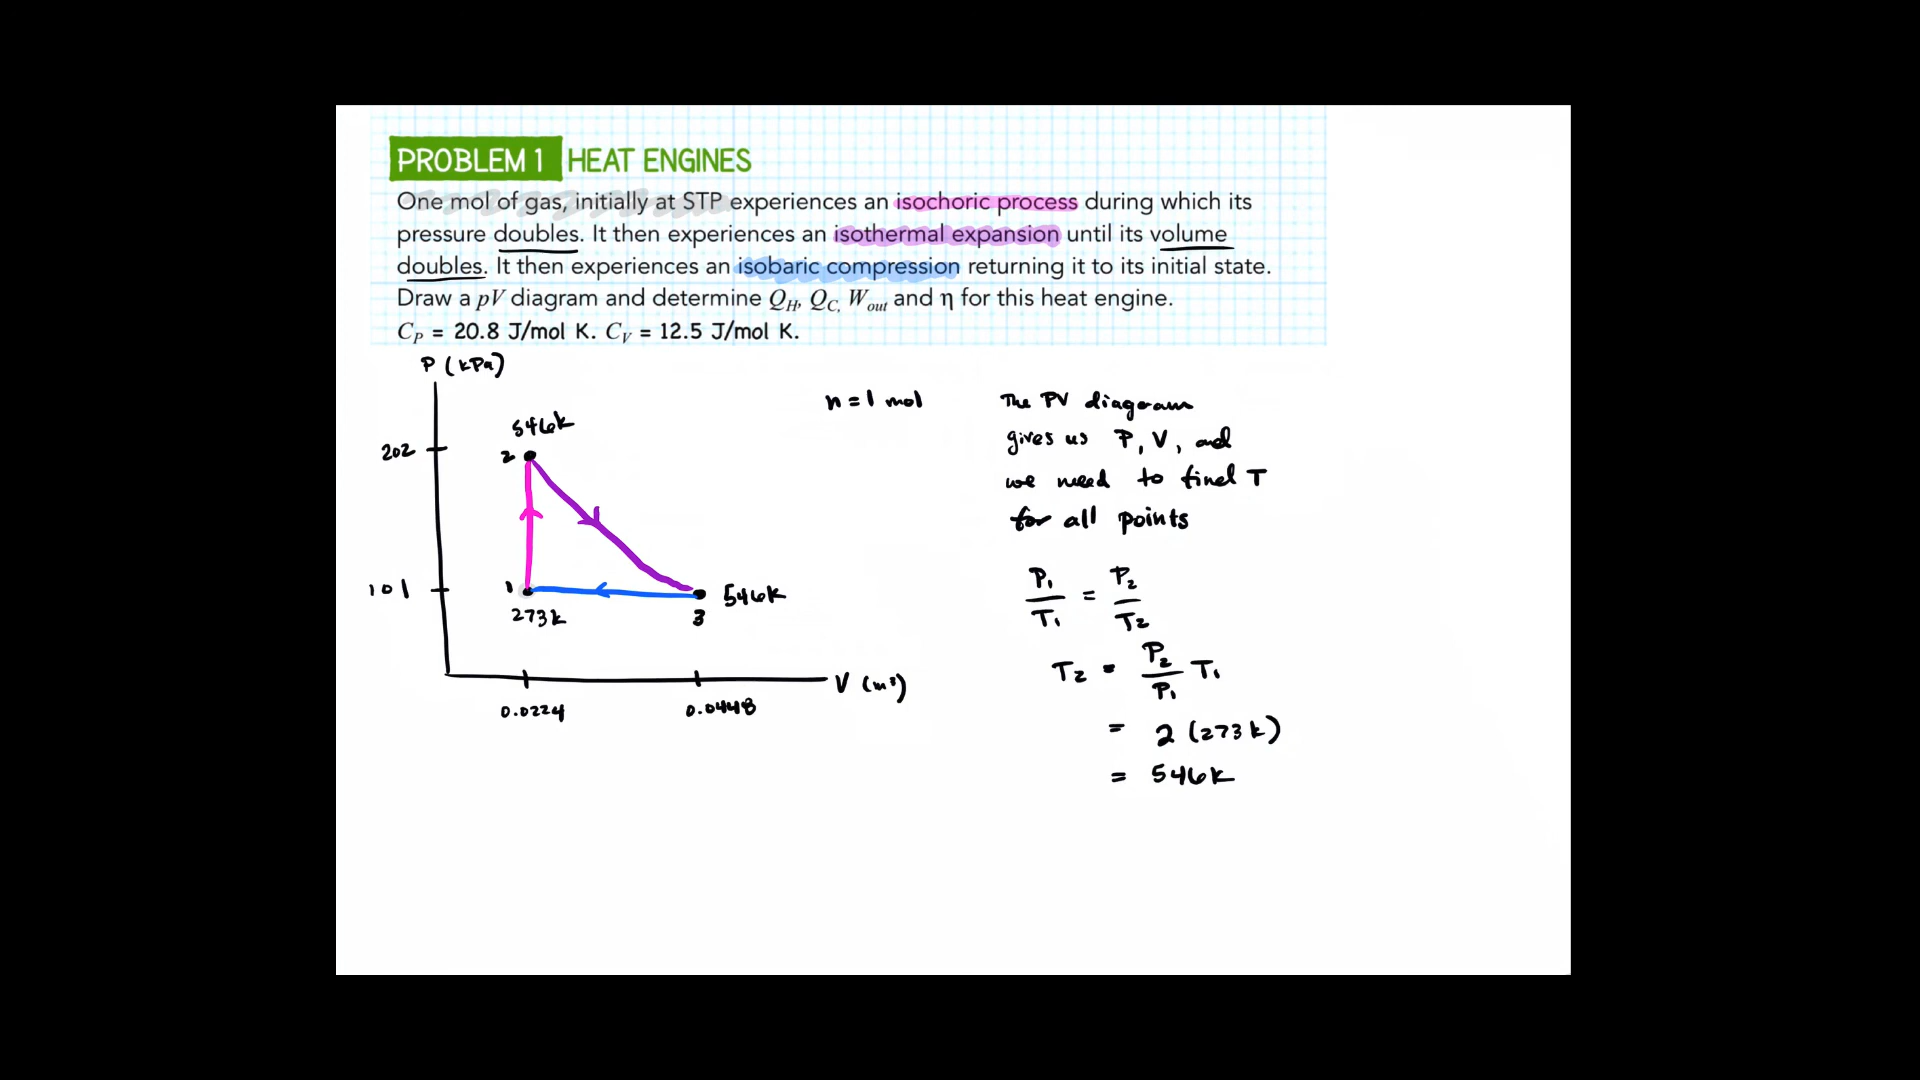 PROBLEM 1 HEAT ENGINES
One mol of gas, initially at STP experiences an isochoric process during which its
pressure doubles. It then experiences an isothermal expansion until its volume
doubles. It then experiences an isobaric compression returning it to its initial state.
Draw a pV diagram and determine Q_H, Q_C, W_out and η for this heat engine.
C_P = 20.8 J/mol K. C_V = 12.5 J/mol K.
P (kPa)
202
101
546K
2
1
273K
546K
3
V (m³)
0.0224
0.0448
n = 1 mol
The PV diagram
gives us P, V, and
we need to find T
for all points
P₁/T₁ = P₂/T₂
T₂ = P₂/P₁ T₁
= 2 (273K)
= 546K